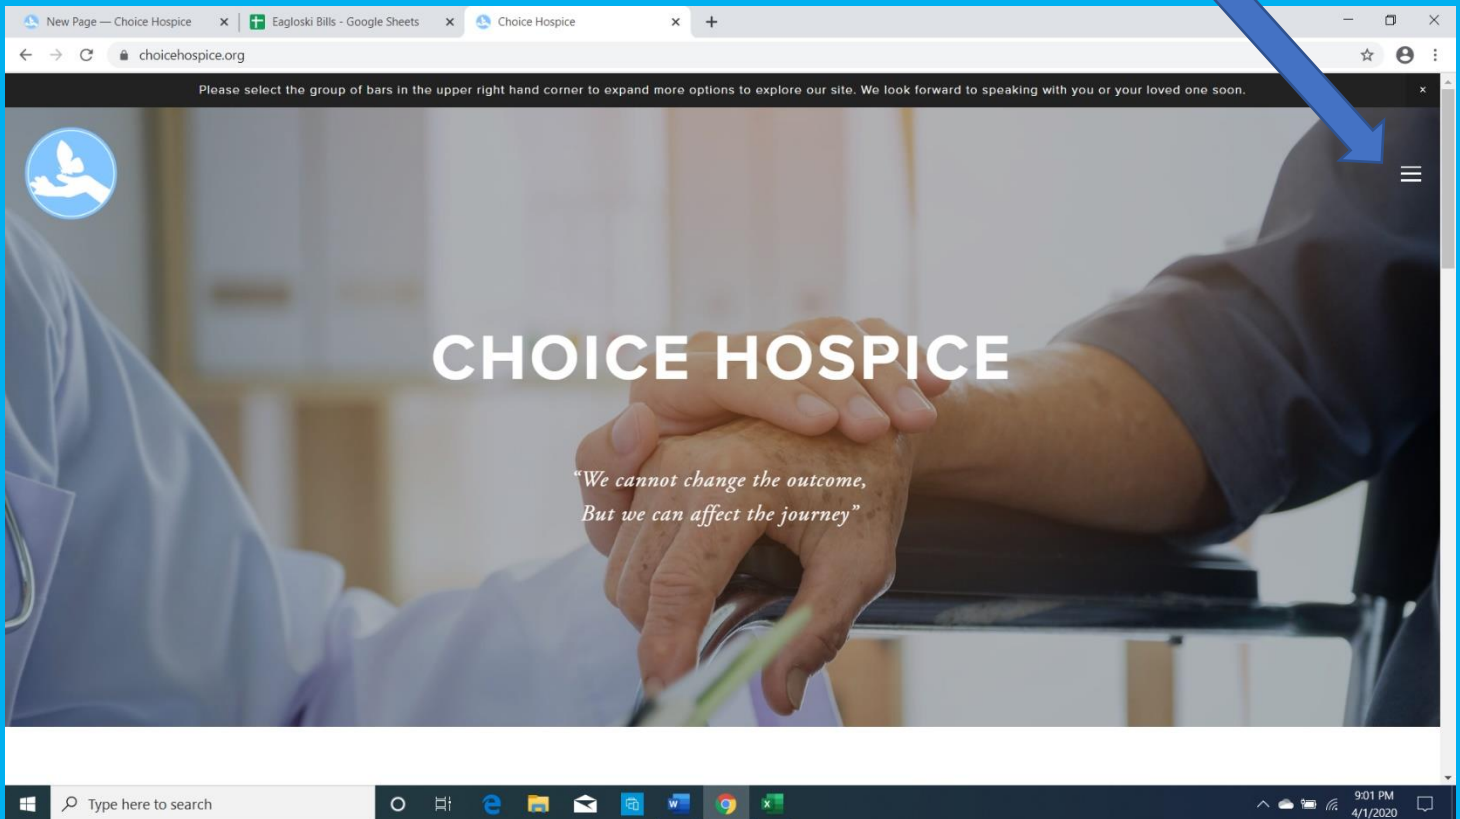 New Page — Choice Hospice
Eagloski Bills - Google Sheets
Choice Hospice
choicehospice.org
Please select the group of bars in the upper right hand corner to expand more options to explore our site. We look forward to speaking with you or your loved one soon.
CHOICE HOSPICE
“We cannot change the outcome,
But we can affect the journey”
Type here to search
9:01 PM
4/1/2020